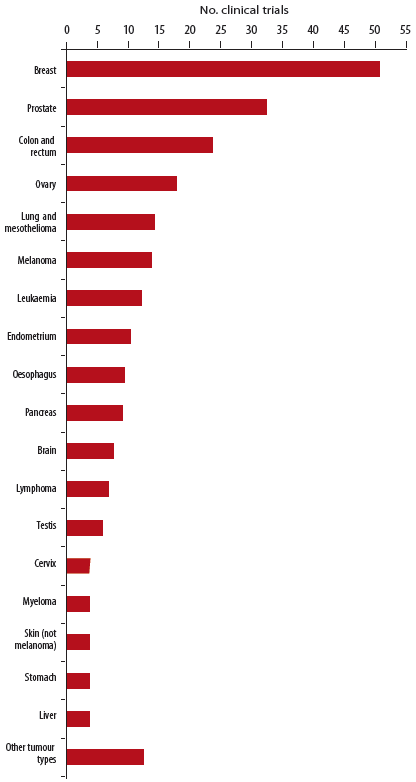 No. clinical trials
0 5 10 15 20 25 30 35 40 45 50 55
Breast
Prostate
Colon and
rectum
Ovary
Lung and
mesothelioma
Melanoma
Leukaemia
Endometrium
Oesophagus
Pancreas
Brain
Lymphoma
Testis
Cervix
Myeloma
Skin (not
melanoma)
Stomach
Liver
Other tumour
types